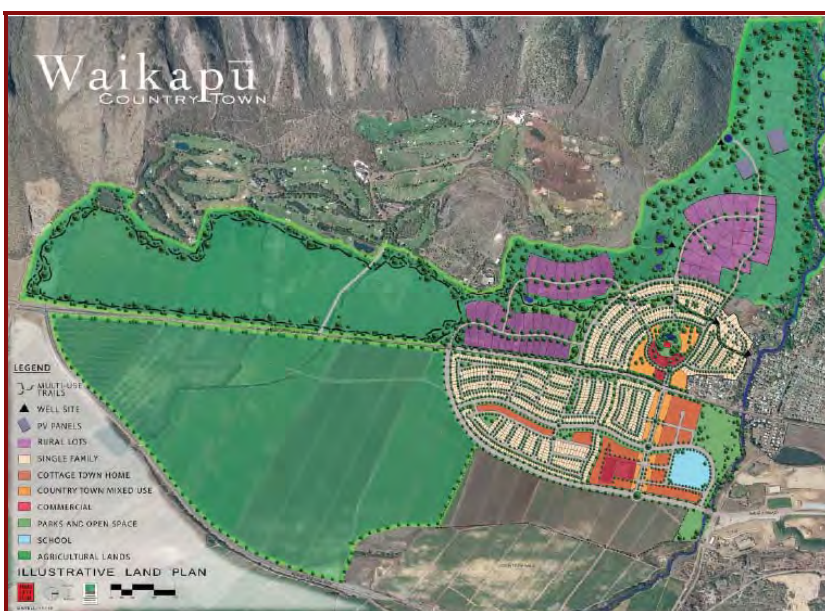 Waikapū
COUNTRY TOWN
LEGEND
MULTI-USE
TRAILS
WELL SITE
PV PANELS
RURAL LOTS
SINGLE FAMILY
COTTAGE TOWN HOME
COUNTRY TOWN MIXED USE
COMMERCIAL
PARKS AND OPEN SPACE
SCHOOL
AGRICULTURAL LANDS
ILLUSTRATIVE LAND PLAN